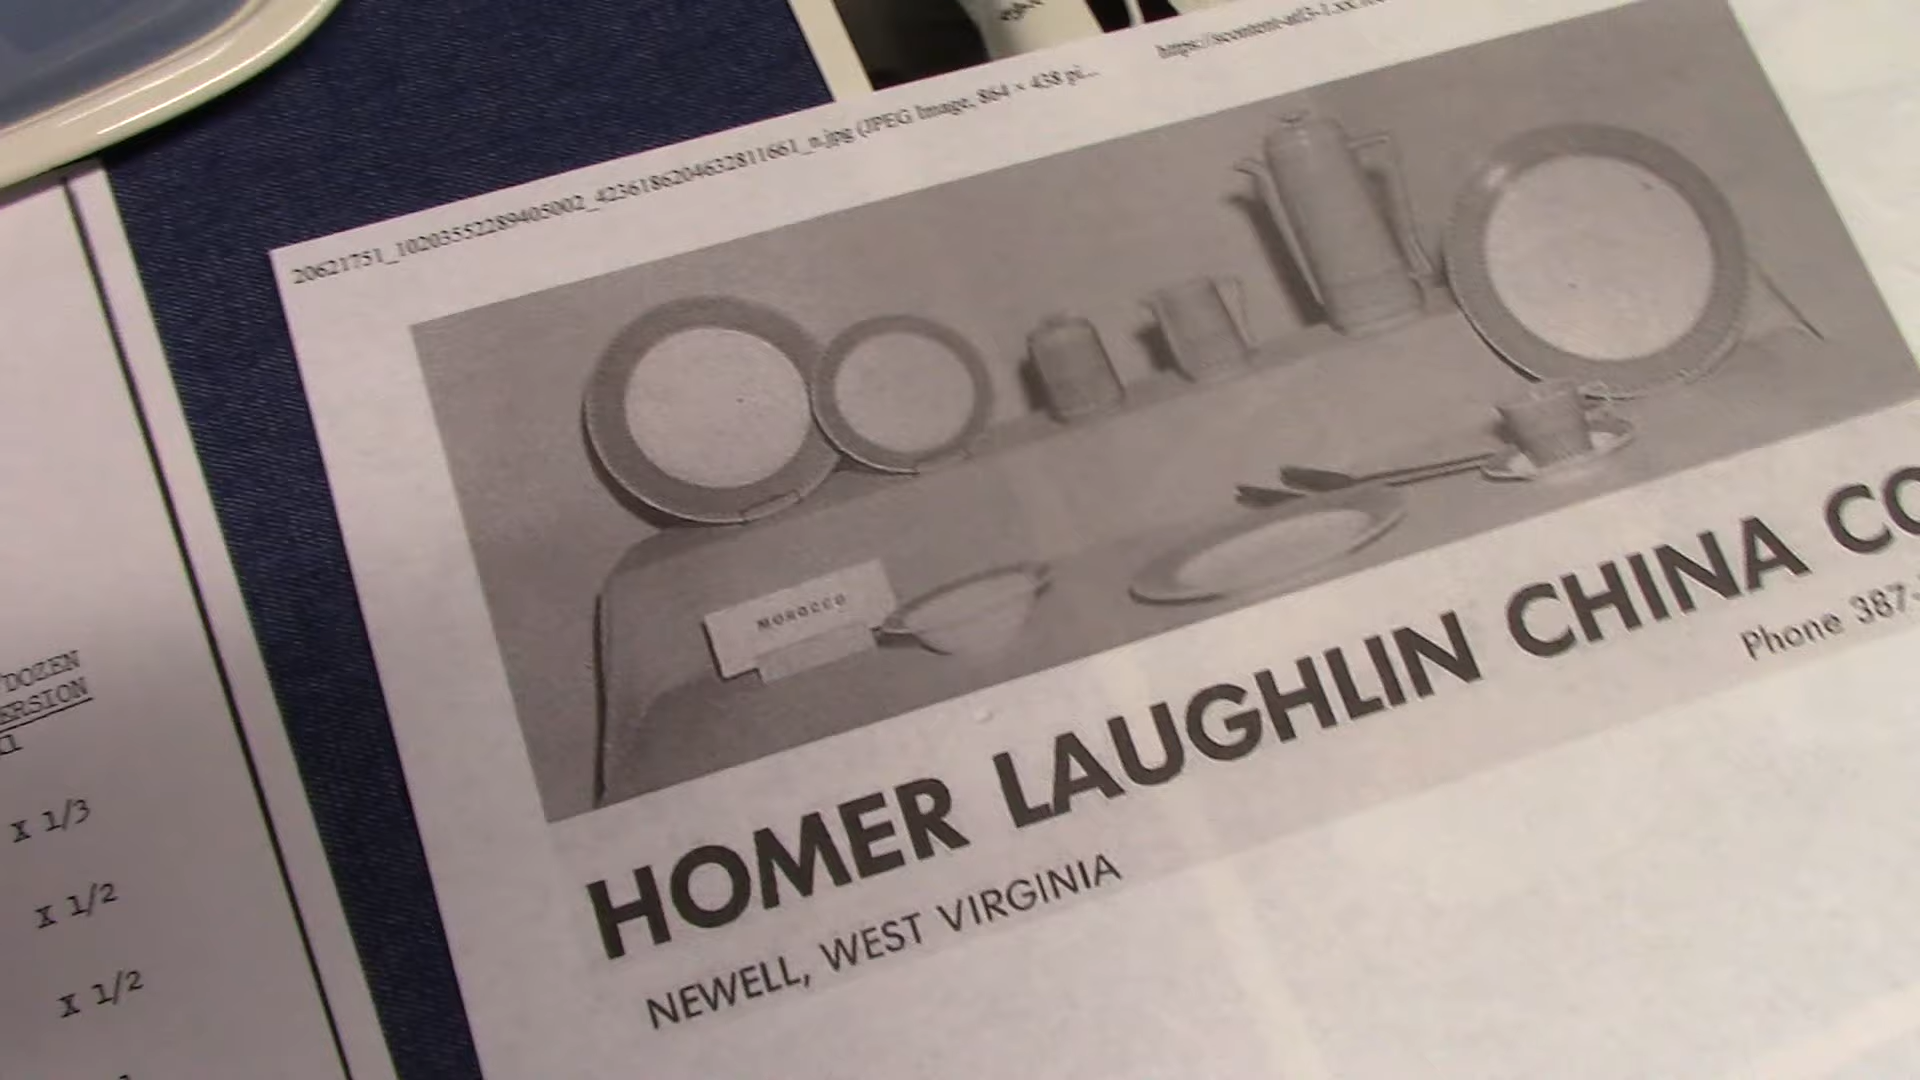 20621751_10203552289405002_4236186204632811661_n.jpg (JPEG Image, 864 × 438 pi...
MOROCCO
HOMER LAUGHLIN CHINA CO
Phone 387-
NEWELL, WEST VIRGINIA
DOZEN
ERSION
X 1/3
X 1/2
X 1/2